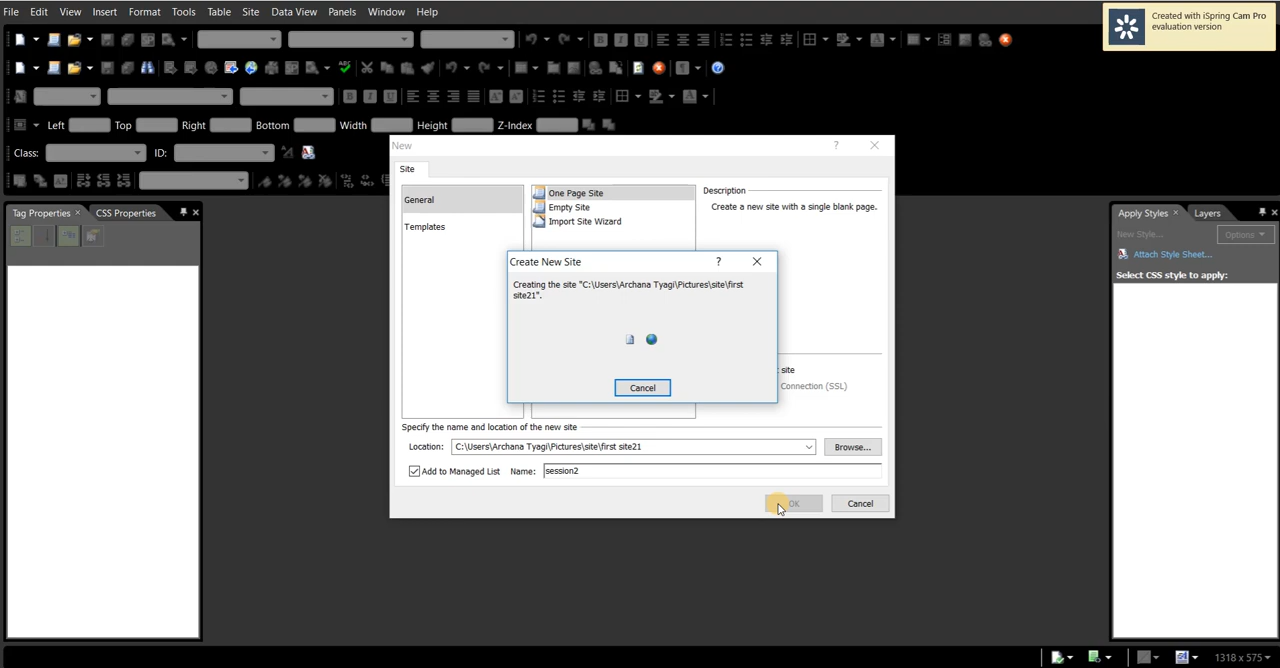 File Edit View Insert Format Tools Table Site Data View Panels Window Help
Created with iSpring Cam Pro
evaluation version
Left Top Right Bottom Width Height Z-Index
Class: ID:
New
Site
General
Templates
One Page Site
Empty Site
Import Site Wizard
Description
Create a new site with a single blank page.
Tag Properties CSS Properties
Apply Styles Layers
New Style... Options
Attach Style Sheet...
Select CSS style to apply:
Create New Site
Creating the site "C:\Users\Archana Tyagi\Pictures\site\first
site21".
Cancel
site
Connection (SSL)
Specify the name and location of the new site
Location: C:\Users\Archana Tyagi\Pictures\site\first site21 Browse...
Add to Managed List Name: session2
OK Cancel
1318 x 575